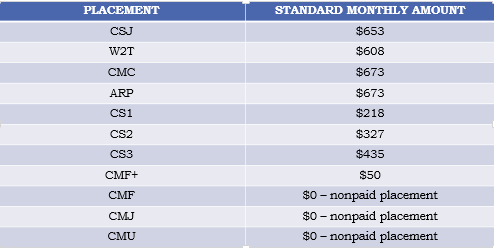 PLACEMENT STANDARD MONTHLY AMOUNT
CSJ $653
W2T $608
CMC $673
ARP $673
CS1 $218
CS2 $327
CS3 $435
CMF+ $50
CMF $0 – nonpaid placement
CMJ $0 – nonpaid placement
CMU $0 – nonpaid placement